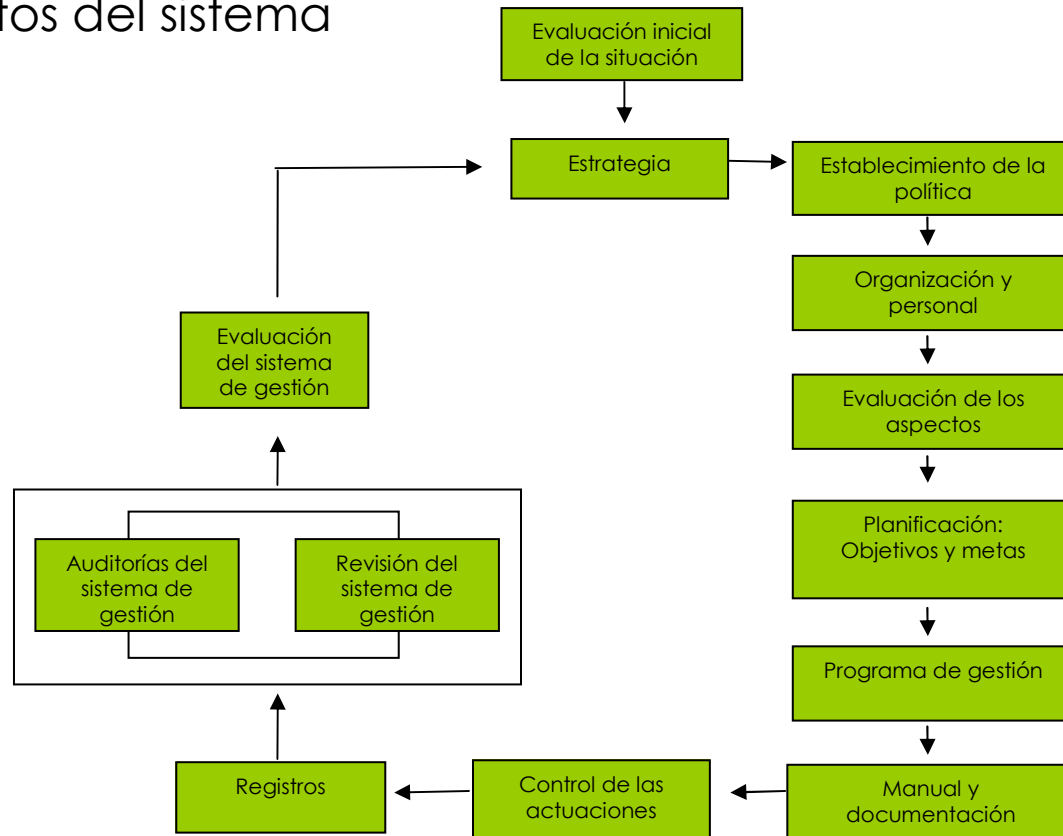 tos del sistema
Evaluación inicial
de la situación
Estrategia
Establecimiento de la
política
Organización y
personal
Evaluación de los
aspectos
Planificación:
Objetivos y metas
Programa de gestión
Manual y
documentación
Control de las
actuaciones
Registros
Auditorías del
sistema de
gestión
Revisión del
sistema de
gestión
Evaluación
del sistema
de gestión